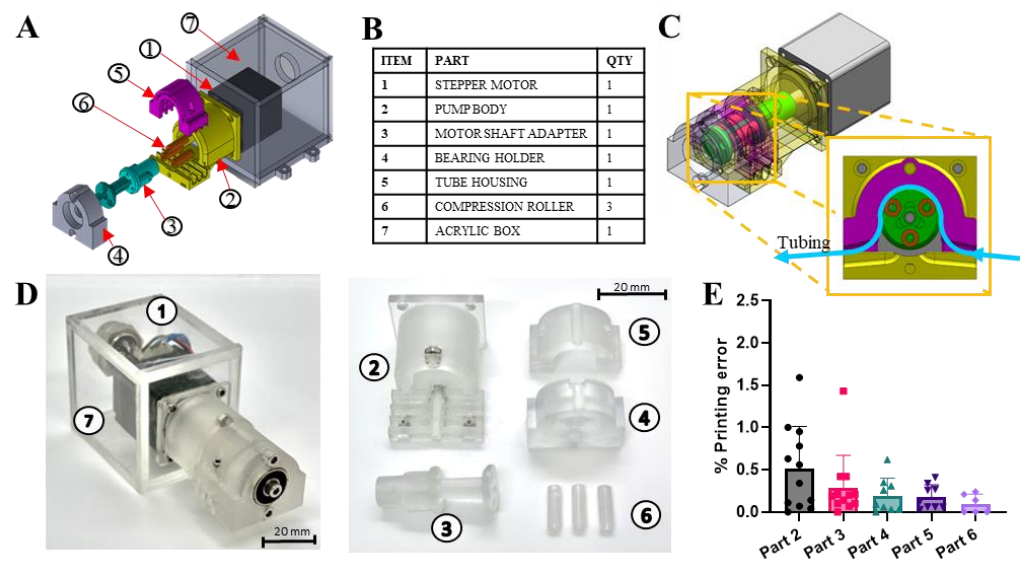 A
7
1
5
6
2
3
4
B
ITEM PART QTY
1 STEPPER MOTOR 1
2 PUMP BODY 1
3 MOTOR SHAFT ADAPTER 1
4 BEARING HOLDER 1
5 TUBE HOUSING 1
6 COMPRESSION ROLLER 3
7 ACRYLIC BOX 1
C
Tubing
D
1
7
20 mm
20 mm
2
5
4
3
6
E
% Printing error
2.5
2.0
1.5
1.0
0.5
0.0
Part 2
Part 3
Part 4
Part 5
Part 6